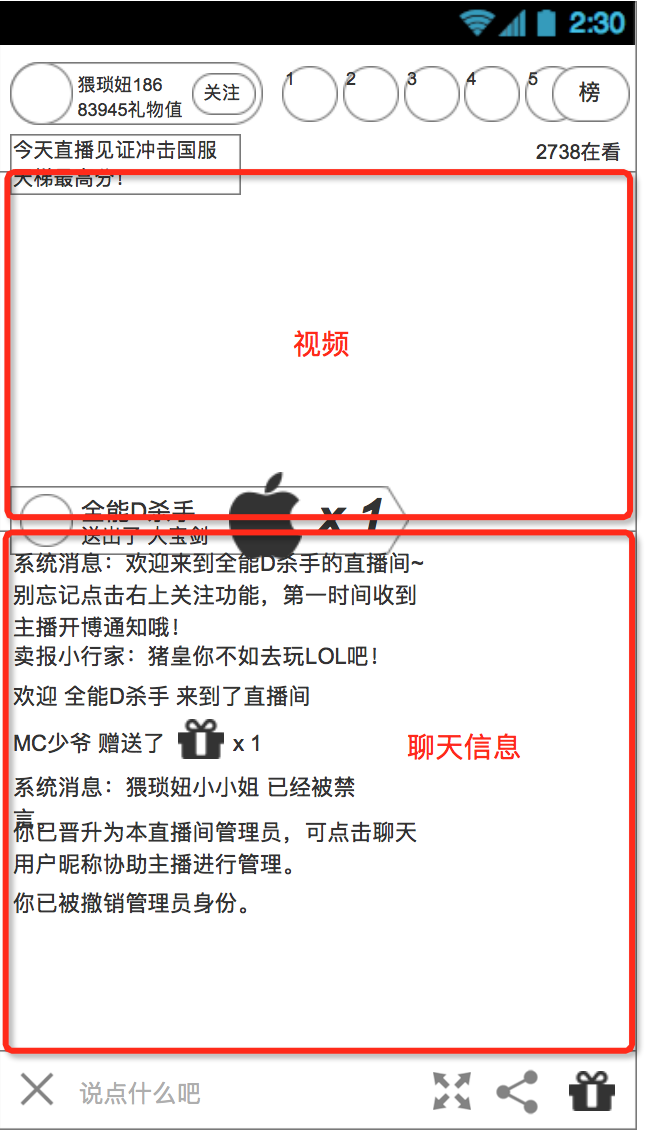 2:30
猥琐妞186
83945礼物值
关注
1
2
3
4
5
榜
今天直播见证冲击国服
天梯最高分！
2738在看
视频
全能D杀手
送出了 大宝剑
x 1
系统消息：欢迎来到全能D杀手的直播间~
别忘记点击右上关注功能，第一时间收到
主播开博通知哦！
卖报小行家：猪皇你不如去玩LOL吧！
欢迎 全能D杀手 来到了直播间
MC少爷 赠送了 x 1
聊天信息
系统消息：猥琐妞小小姐 已经被禁
言。
你已晋升为本直播间管理员，可点击聊天
用户昵称协助主播进行管理。
你已被撤销管理员身份。
说点什么吧